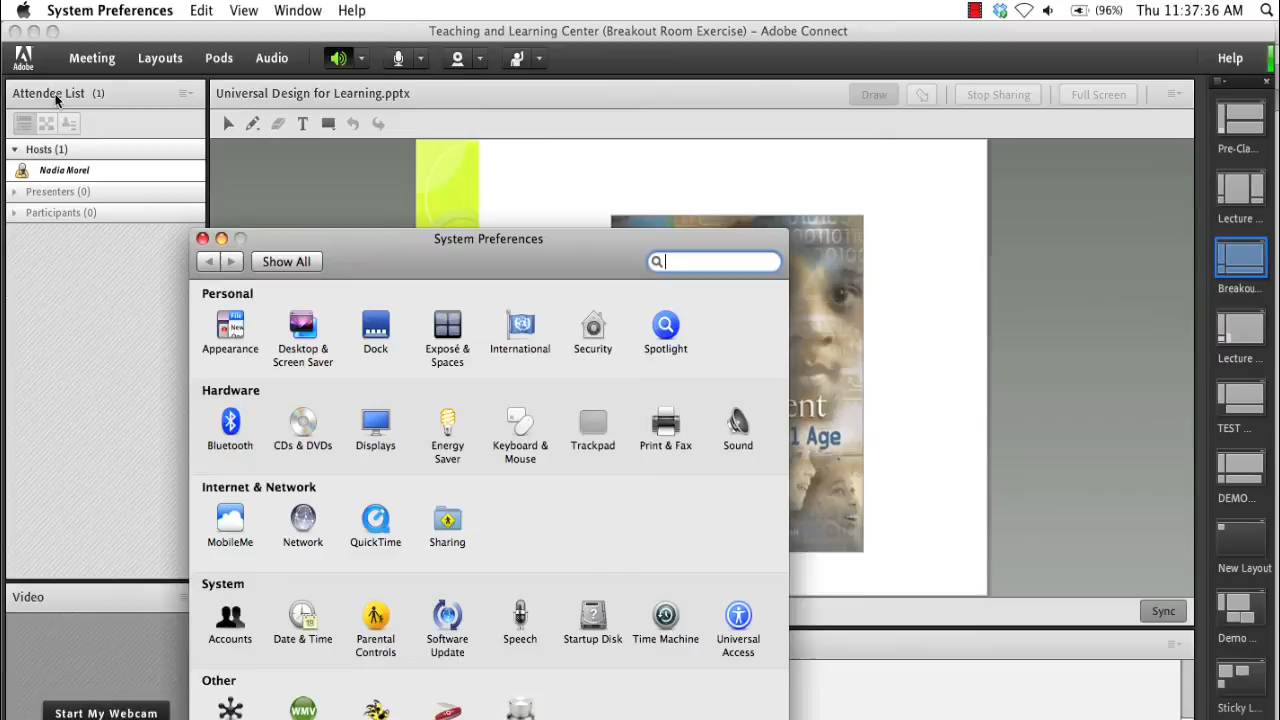 System Preferences Edit View Window Help (96%) Thu 11:37:36 AM
Teaching and Learning Center (Breakout Room Exercise) – Adobe Connect
Adobe Meeting Layouts Pods Audio Help
Attendee List (1)
Universal Design for Learning.pptx Draw Stop Sharing Full Screen
T
Hosts (1)
Nadia Morel
Presenters (0)
Participants (0)
Pre-Cla...
Lecture ...
Breakou...
Lecture ...
TEST ...
DEMO...
New Layout
Demo ...
Sticky L...
System Preferences
Show All
Personal
Appearance
Desktop &
Screen Saver
Dock
Exposé &
Spaces
International
Security
Spotlight
Hardware
Bluetooth
CDs & DVDs
Displays
Energy
Saver
Keyboard &
Mouse
Trackpad
Print & Fax
Sound
Internet & Network
MobileMe
Network
QuickTime
Sharing
System
Accounts
Date & Time
Parental
Controls
Software
Update
Speech
Startup Disk
Time Machine
Universal
Access
Other
WMV
ent
l Age
Sync
Video
Start My Webcam